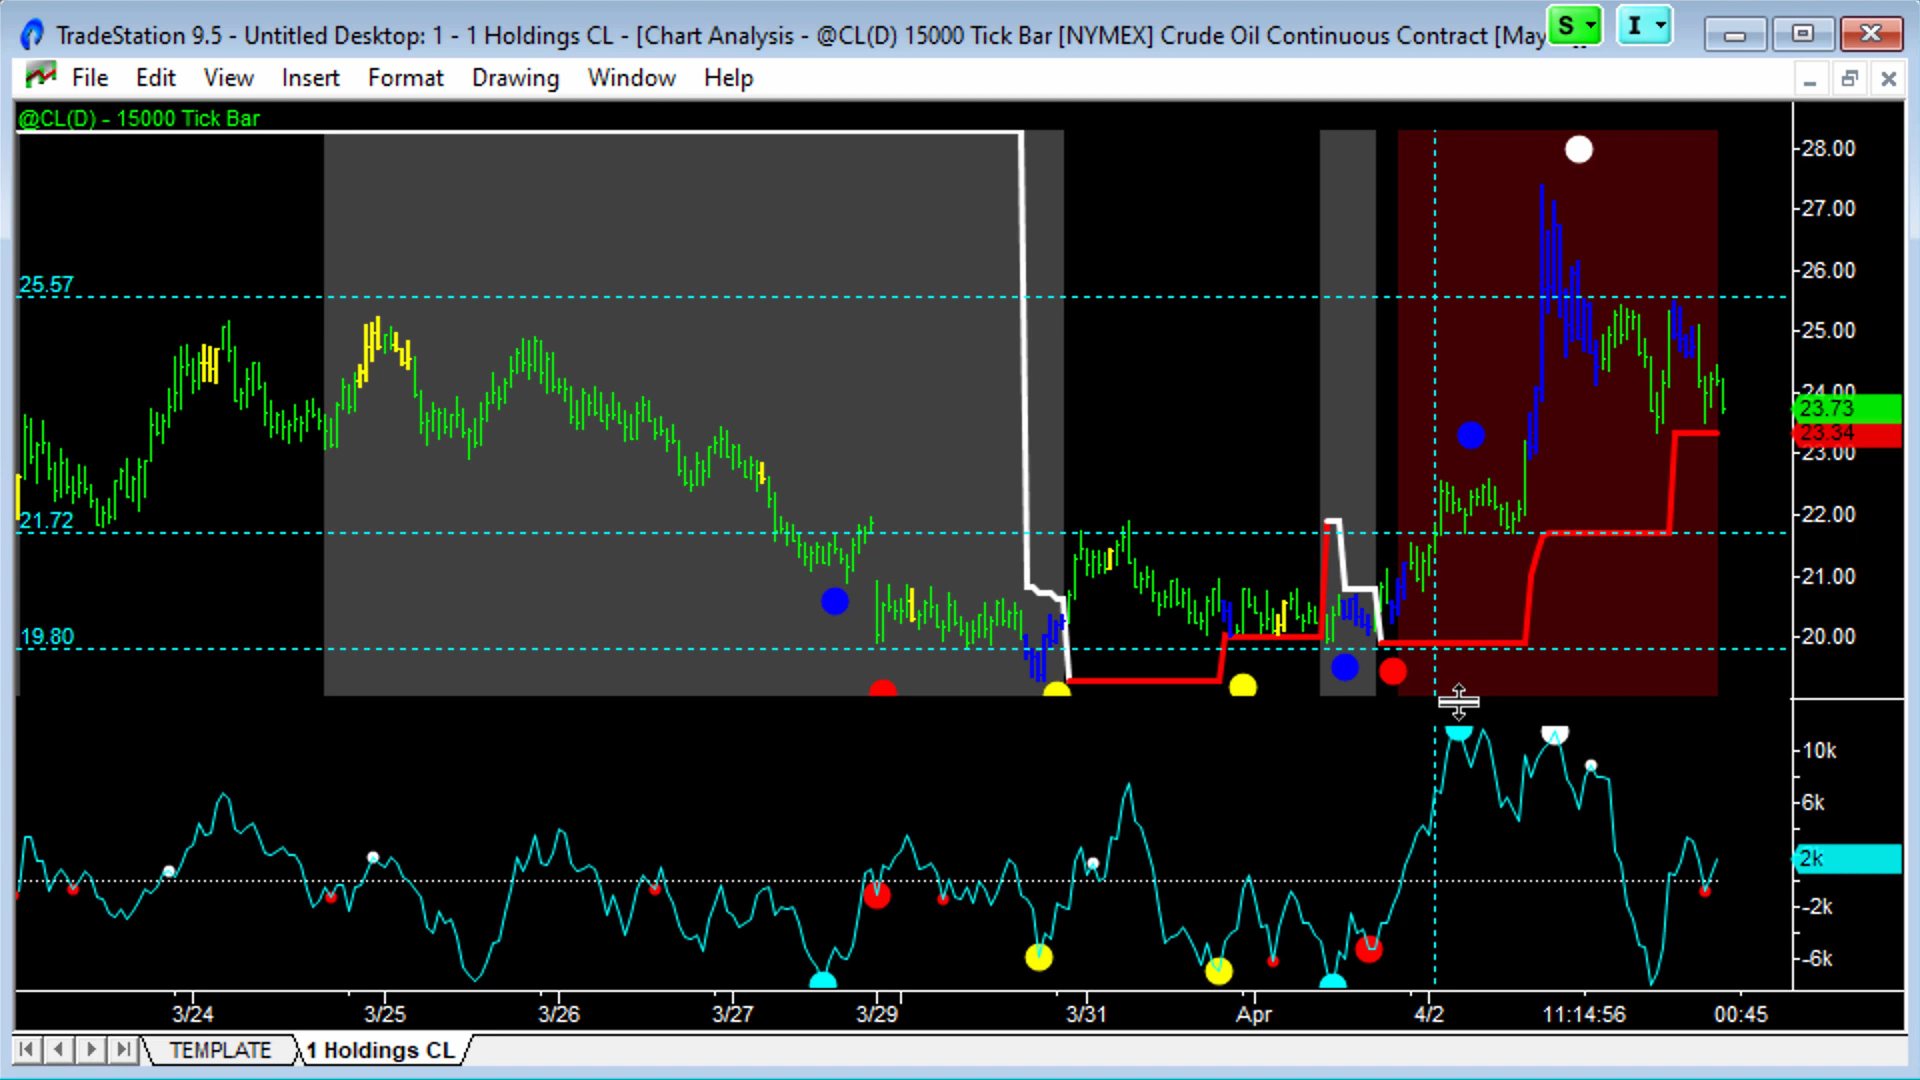 TradeStation 9.5 - Untitled Desktop: 1 - 1 Holdings CL - [Chart Analysis - @CL(D) 15000 Tick Bar [NYMEX] Crude Oil Continuous Contract [May
S
I
File Edit View Insert Format Drawing Window Help
@CL(D) - 15000 Tick Bar
28.00
27.00
26.00
25.57
25.00
24.00
23.73
23.34
23.00
22.00
21.72
21.00
20.00
19.80
10k
6k
2k
-2k
-6k
3/24 3/25 3/26 3/27 3/29 3/31 Apr 4/2 11:14:56 00:45
TEMPLATE 1 Holdings CL